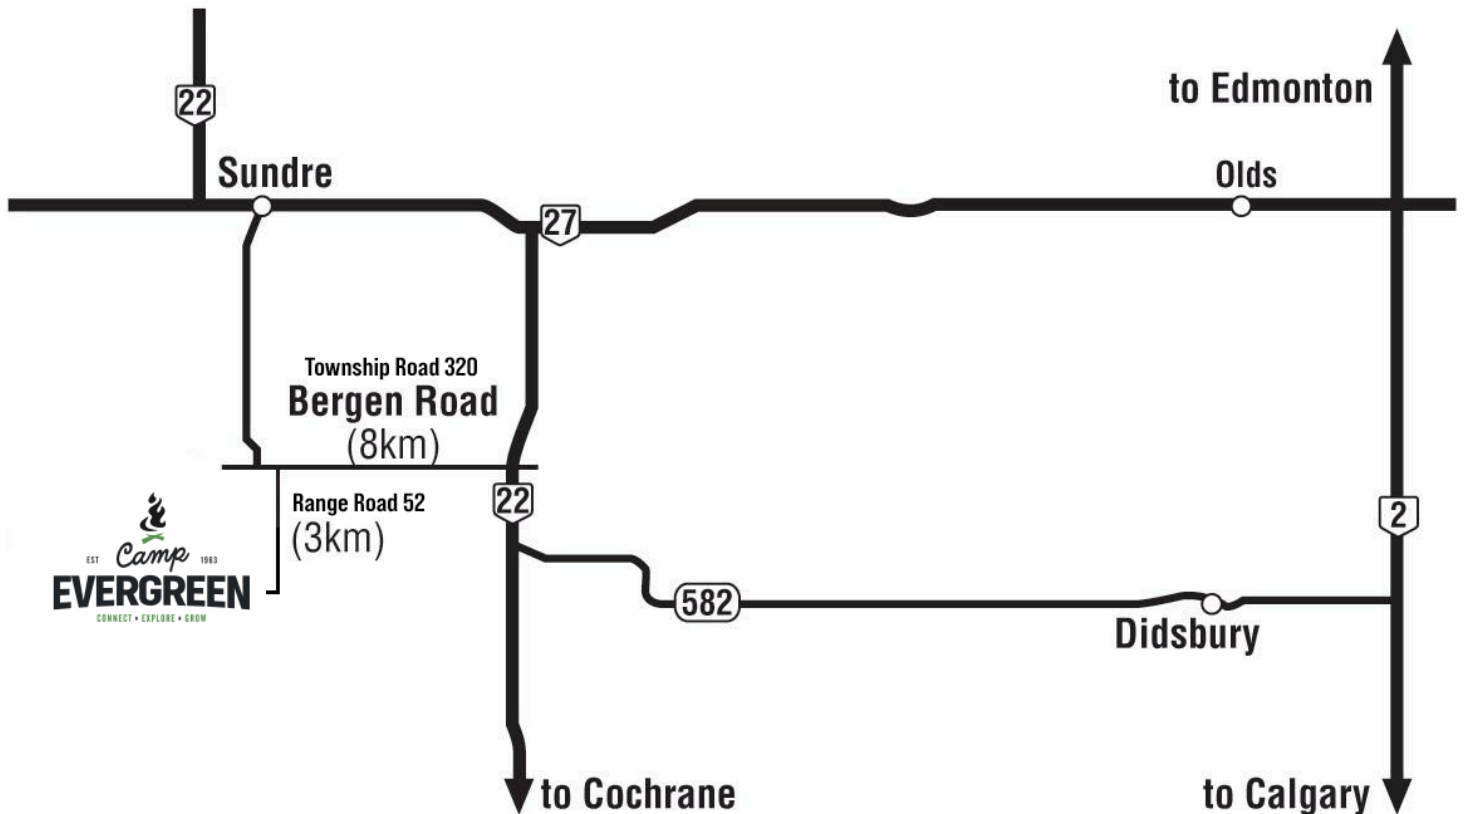 22
to Edmonton
Sundre
Olds
27
Township Road 320
Bergen Road
(8km)
22
Range Road 52
(3km)
2
EST Camp 1963
EVERGREEN
CONNECT • EXPLORE • GROW
582
Didsbury
to Cochrane
to Calgary